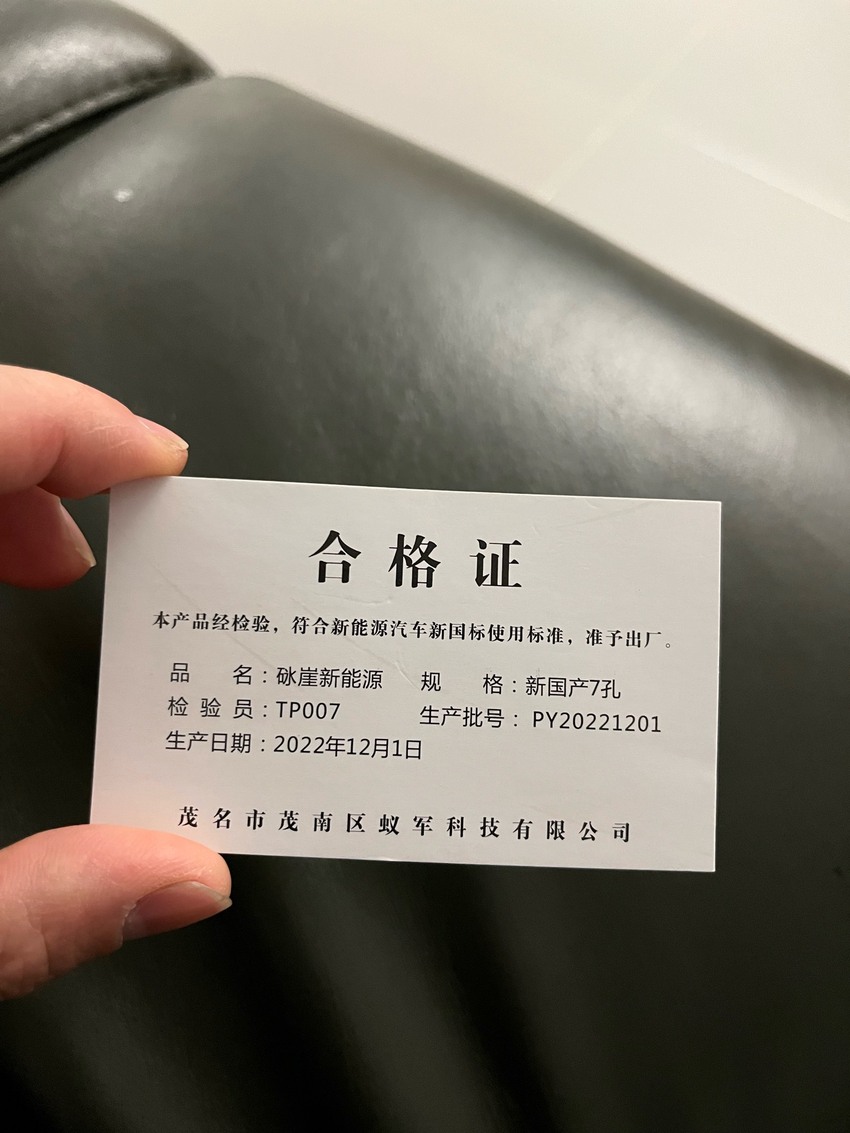 合格证
本产品经检验，符合新能源汽车新国标使用标准，准予出厂。
品 名：砅崖新能源 规 格：新国产7孔
检 验 员：TP007 生产批号：PY20221201
生产日期：2022年12月1日
茂名市茂南区蚁军科技有限公司